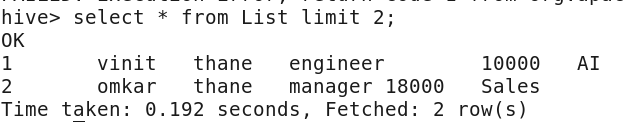 hive> select * from List limit 2;
OK
1 vinit thane engineer 10000 AI
2 omkar thane manager 18000 Sales
Time taken: 0.192 seconds, Fetched: 2 row(s)